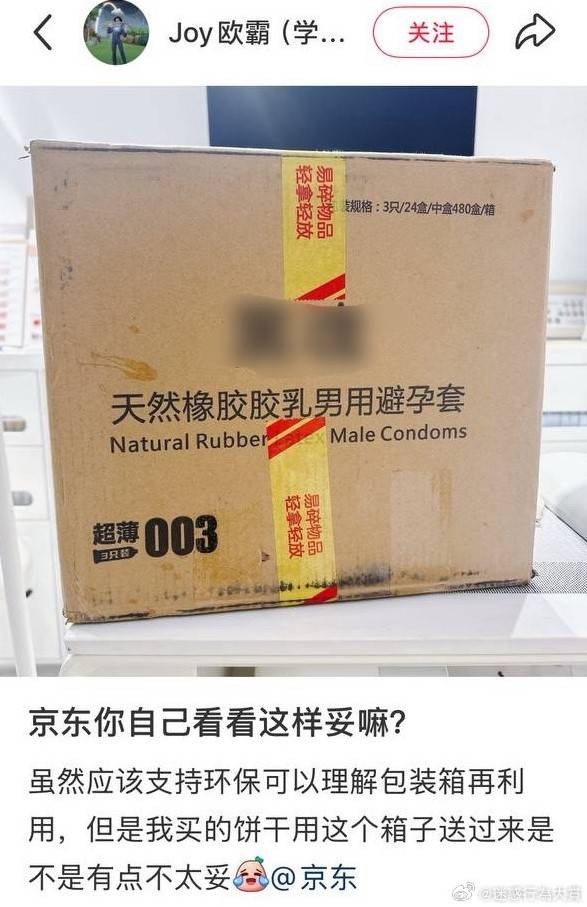 Joy欧霸（学...
关注
易碎物品
轻拿轻放
装规格：3只/24盒/中盒480盒/箱
天然橡胶胶乳男用避孕套
Natural Rubber Latex Male Condoms
易碎物品
轻拿轻放
超薄
3只装
003
京东你自己看看这样妥嘛?
虽然应该支持环保可以理解包装箱再利
用，但是我买的饼干用这个箱子送过来是
不是有点不太妥@京东
@迷惑行为大赏